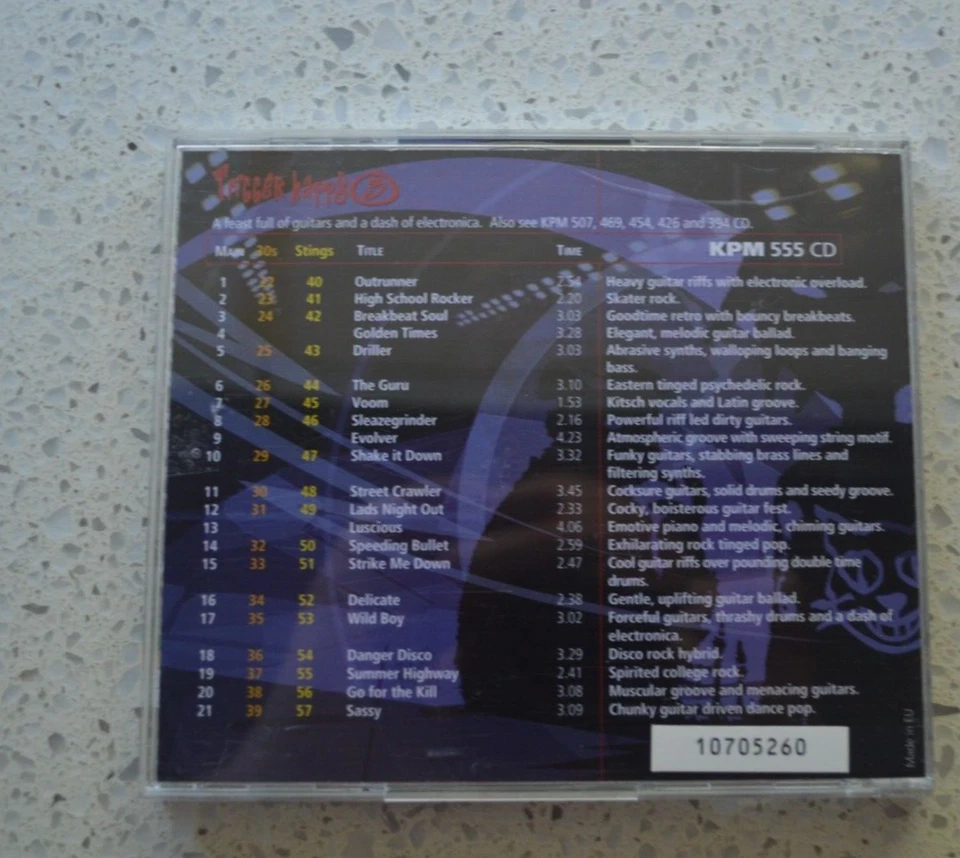 Trigger happy 2
A feast full of guitars and a dash of electronica. Also see KPM 507, 469, 454, 426 and 394 CD.
Main 30s Stings Title Time KPM 555 CD
1 22 40 Outrunner 2.54 Heavy guitar riffs with electronic overload.
2 23 41 High School Rocker 2.20 Skater rock.
3 24 42 Breakbeat Soul 3.03 Goodtime retro with bouncy breakbeats.
4 Golden Times 3.28 Elegant, melodic guitar ballad.
5 25 43 Driller 3.03 Abrasive synths, walloping loops and banging
bass.
6 26 44 The Guru 3.10 Eastern tinged psychedelic rock.
7 27 45 Voom 1.53 Kitsch vocals and Latin groove.
8 28 46 Sleazegrinder 2.16 Powerful riff led dirty guitars.
9 Evolver 4.23 Atmospheric groove with sweeping string motif.
10 29 47 Shake it Down 3.32 Funky guitars, stabbing brass lines and
filtering synths.
11 30 48 Street Crawler 3.45 Cocksure guitars, solid drums and seedy groove.
12 31 49 Lads Night Out 2.33 Cocky, boisterous guitar fest.
13 Luscious 4.06 Emotive piano and melodic, chiming guitars.
14 32 50 Speeding Bullet 2.59 Exhilarating rock tinged pop.
15 33 51 Strike Me Down 2.47 Cool guitar riffs over pounding double time
drums.
16 34 52 Delicate 2.38 Gentle, uplifting guitar ballad.
17 35 53 Wild Boy 3.02 Forceful guitars, thrashy drums and a dash of
electronica.
18 36 54 Danger Disco 3.29 Disco rock hybrid.
19 37 55 Summer Highway 2.41 Spirited college rock.
20 38 56 Go for the Kill 3.08 Muscular groove and menacing guitars.
21 39 57 Sassy 3.09 Chunky guitar driven dance pop.
10705260
Made in EU